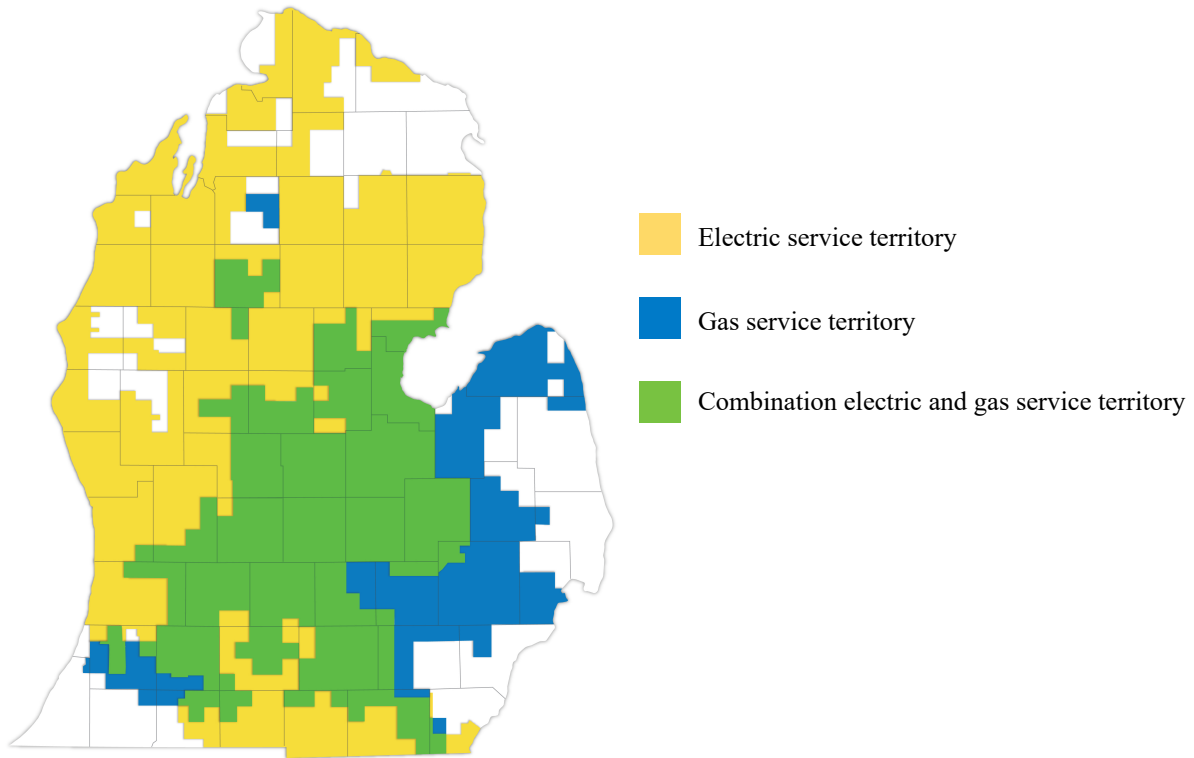 Electric service territory
Gas service territory
Combination electric and gas service territory